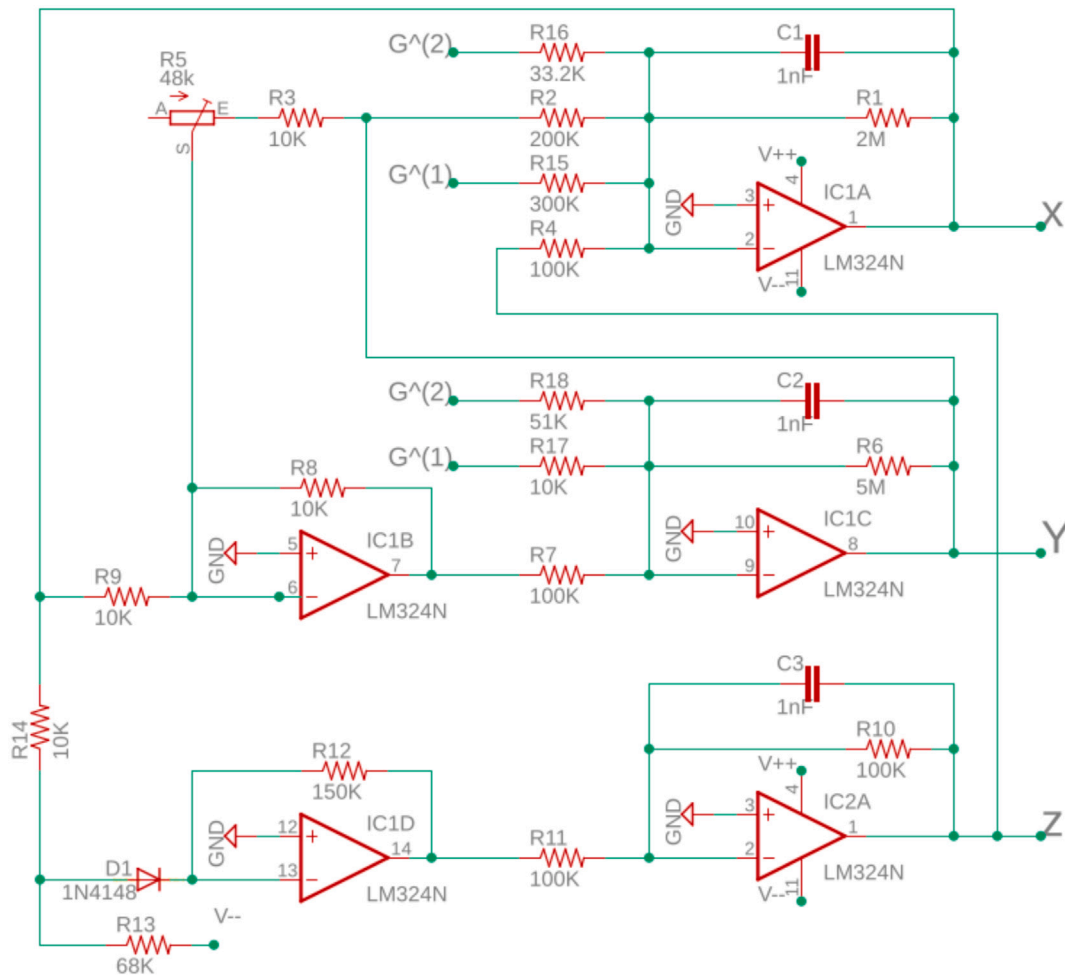 G^(2)
R16
33.2K
C1
1nF
R5
48k
A
E
S
R3
10K
R2
200K
R1
2M
G^(1)
R15
300K
V++
4
IC1A
GND
3
+
1
X
R4
100K
2
-
LM324N
V--
11
G^(2)
R18
51K
C2
1nF
G^(1)
R17
10K
R6
5M
R8
10K
GND
10
+
IC1C
8
Y
GND
5
+
IC1B
7
R7
100K
9
-
LM324N
R9
10K
6
-
LM324N
C3
1nF
R14
10K
R12
150K
R10
100K
V++
4
IC2A
GND
12
+
IC1D
14
GND
3
+
1
Z
R11
100K
2
-
LM324N
D1
1N4148
13
-
LM324N
V--
11
V--
R13
68K